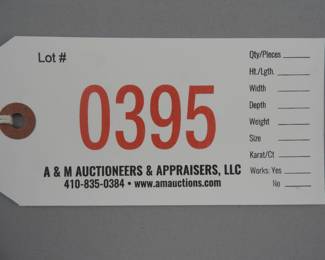 Lot #
0395
A & M AUCTIONEERS & APPRAISERS, LLC
410-835-0384 • www.amauctions.com
Qty/Pieces
Ht./Lgth.
Width
Depth
Weight
Size
Karat/Ct
Works: Yes
No